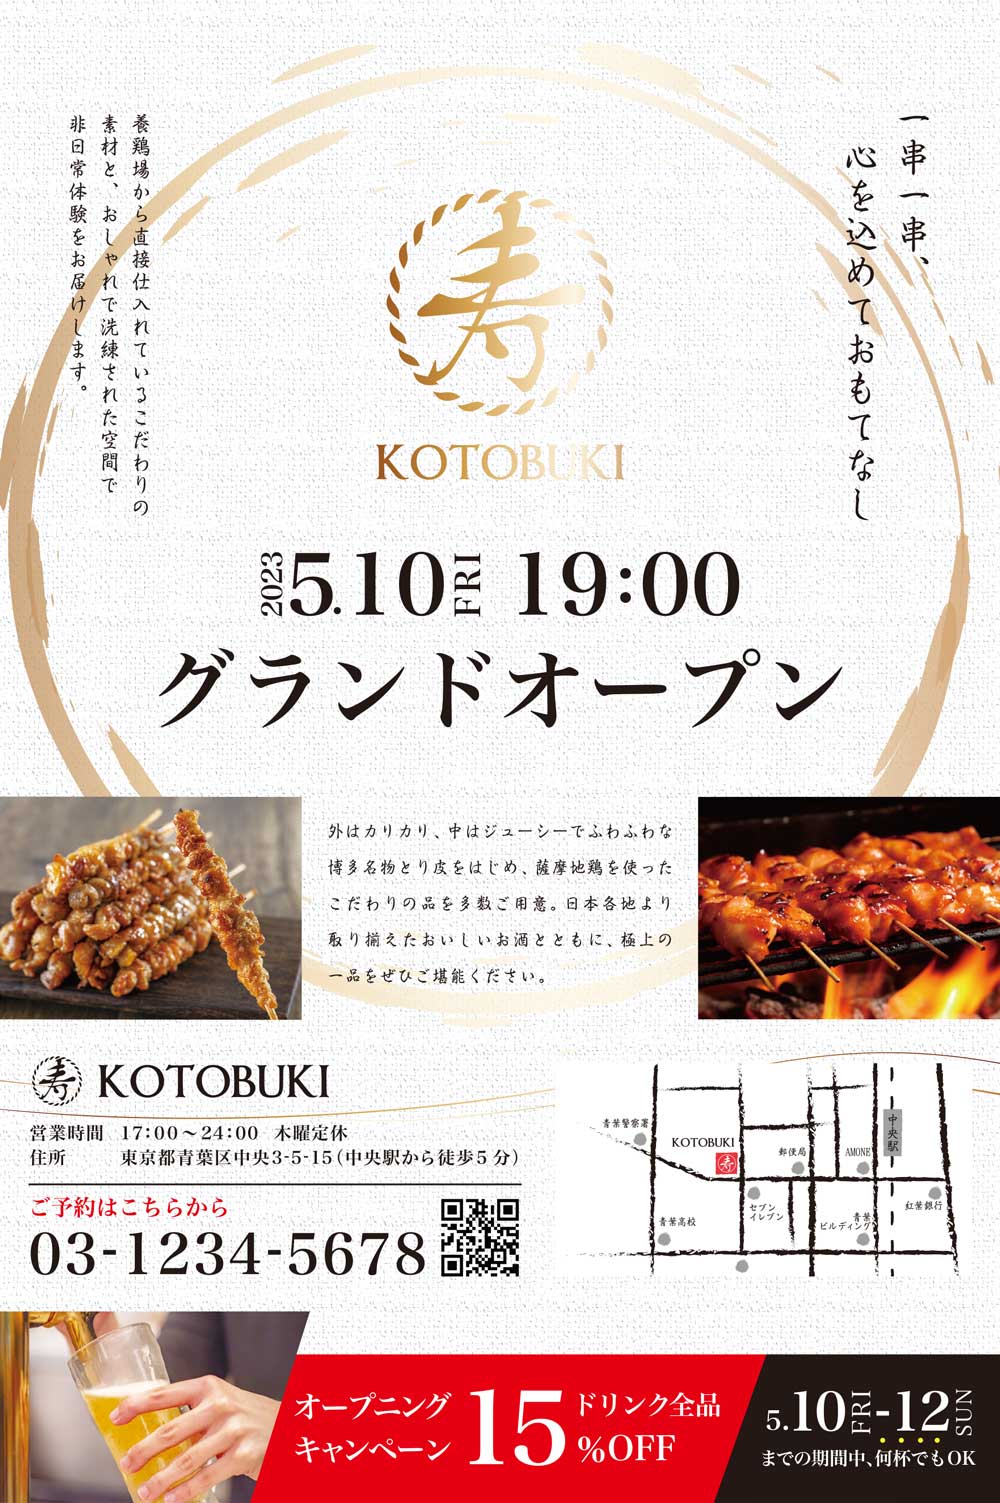 一串一串、
心を込めておもてなし
養鶏場から直接仕入れているこだわりの
素材と、おしゃれで洗練された空間で
非日常体験をお届けします。
寿
KOTOBUKI
2023 5.10 FRI 19:00
グランドオープン
外はカリカリ、中はジューシーでふわふわな
博多名物とり皮をはじめ、薩摩地鶏を使った
こだわりの品を多数ご用意。日本各地より
取り揃えたおいしいお酒とともに、極上の
一品をぜひご堪能ください。
寿 KOTOBUKI
営業時間 17:00〜24:00 木曜定休
住所 東京都青葉区中央3-5-15(中央駅から徒歩5分)
ご予約はこちらから
03-1234-5678
青葉警察署
KOTOBUKI
寿
郵便局
AMONE
中央駅
セブン
イレブン
青葉高校
青葉
ビルディング
紅葉銀行
オープニング
キャンペーン
15%OFF
ドリンク全品
5.10 FRI-12 SUN
までの期間中、何杯でもOK